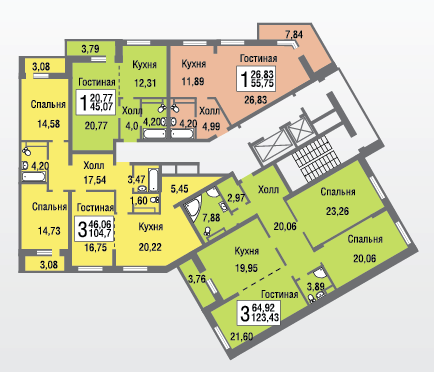 7,84
3,79
Кухня
12,31
Гостиная
1 20,77
45,07
20,77
Холл
4,0
4,20
Кухня
11,89
Гостиная
1 26,83
55,75
26,83
4,20
Холл
4,99
3,08
Спальня
14,58
4,20
Холл
17,54
3,47
1,60
5,45
Спальня
14,73
3,08
Гостиная
3 46,06
104,7
16,75
Кухня
20,22
7,88
2,97
Холл
20,06
Спальня
23,26
Спальня
20,06
Кухня
19,95
3,76
Гостиная
3,89
3 64,92
123,43
21,60